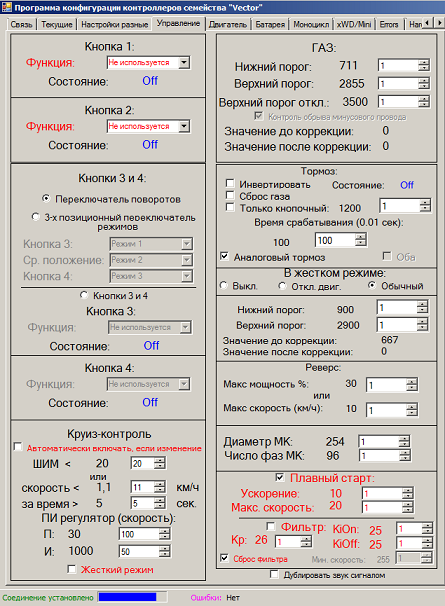 Программа конфигурации контроллеров семейства "Vector"
Связь Текущие Настройки разные Управление Двигатель Батарея Моноцикл xWD/Mini Errors Нап
Кнопка 1:
Функция: Не используется
Состояние: Off
Кнопка 2:
Функция: Не используется
Состояние: Off
Кнопки 3 и 4:
Переключатель поворотов
3-х позиционный переключатель режимов
Кнопка 3: Режим 1
Ср. положение: Режим 2
Кнопка 4: Режим 3
Кнопки 3 и 4
Кнопка 3:
Функция: Не используется
Состояние: Off
Кнопка 4:
Функция: Не используется
Состояние: Off
Круиз-контроль
Автоматически включать, если изменение
ШИМ < 20 20
или
скорость < 1,1 11 км/ч
за время > 5 5 сек.
ПИ регулятор (скорость):
П: 30 100
И: 1000 50
Жесткий режим
ГАЗ:
Нижний порог: 711 1
Верхний порог: 2855 1
Верхний порог откл.: 3500 1
Контроль обрыва минусового провода
Значение до коррекции: 0
Значение после коррекции: 0
Тормоз:
Инвертировать Состояние: Off
Сброс газа
Только кнопочный: 1200 1
Время срабатывания (0.01 сек):
100 100
Аналоговый тормоз Оба
В жестком режиме:
Выкл. Откл.двиг. Обычный
Нижний порог: 900 1
Верхний порог: 2900 1
Значение до коррекции: 667
Значение после коррекции: 0
Реверс:
Макс мощность %: 30 1
или
Макс скорость (км/ч): 10 1
Диаметр МК: 254 1
Число фаз МК: 96 1
Плавный старт:
Ускорение: 10 1
Макс. скорость: 20 1
Фильтр: KiOn: 25 1
Kp: 26 1 KiOff: 25 1
Сброс фильтра Мин. скорость: 255 1
Дублировать звук сигналом
Соединение установлено Ошибки: Нет